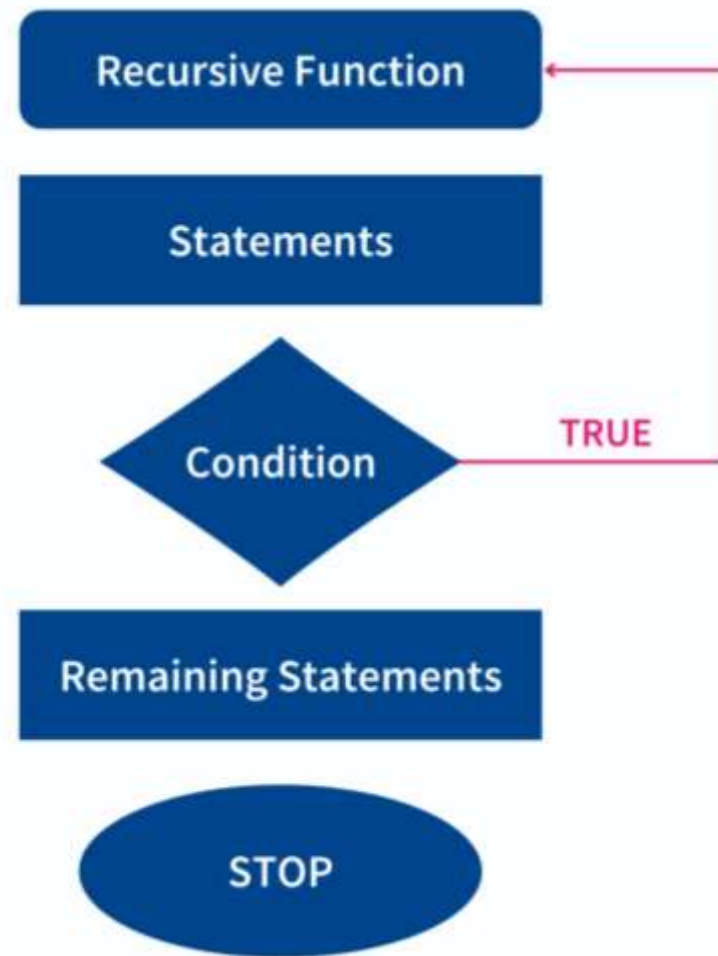 Recursive Function
Statements
TRUE
Condition
Remaining Statements
STOP